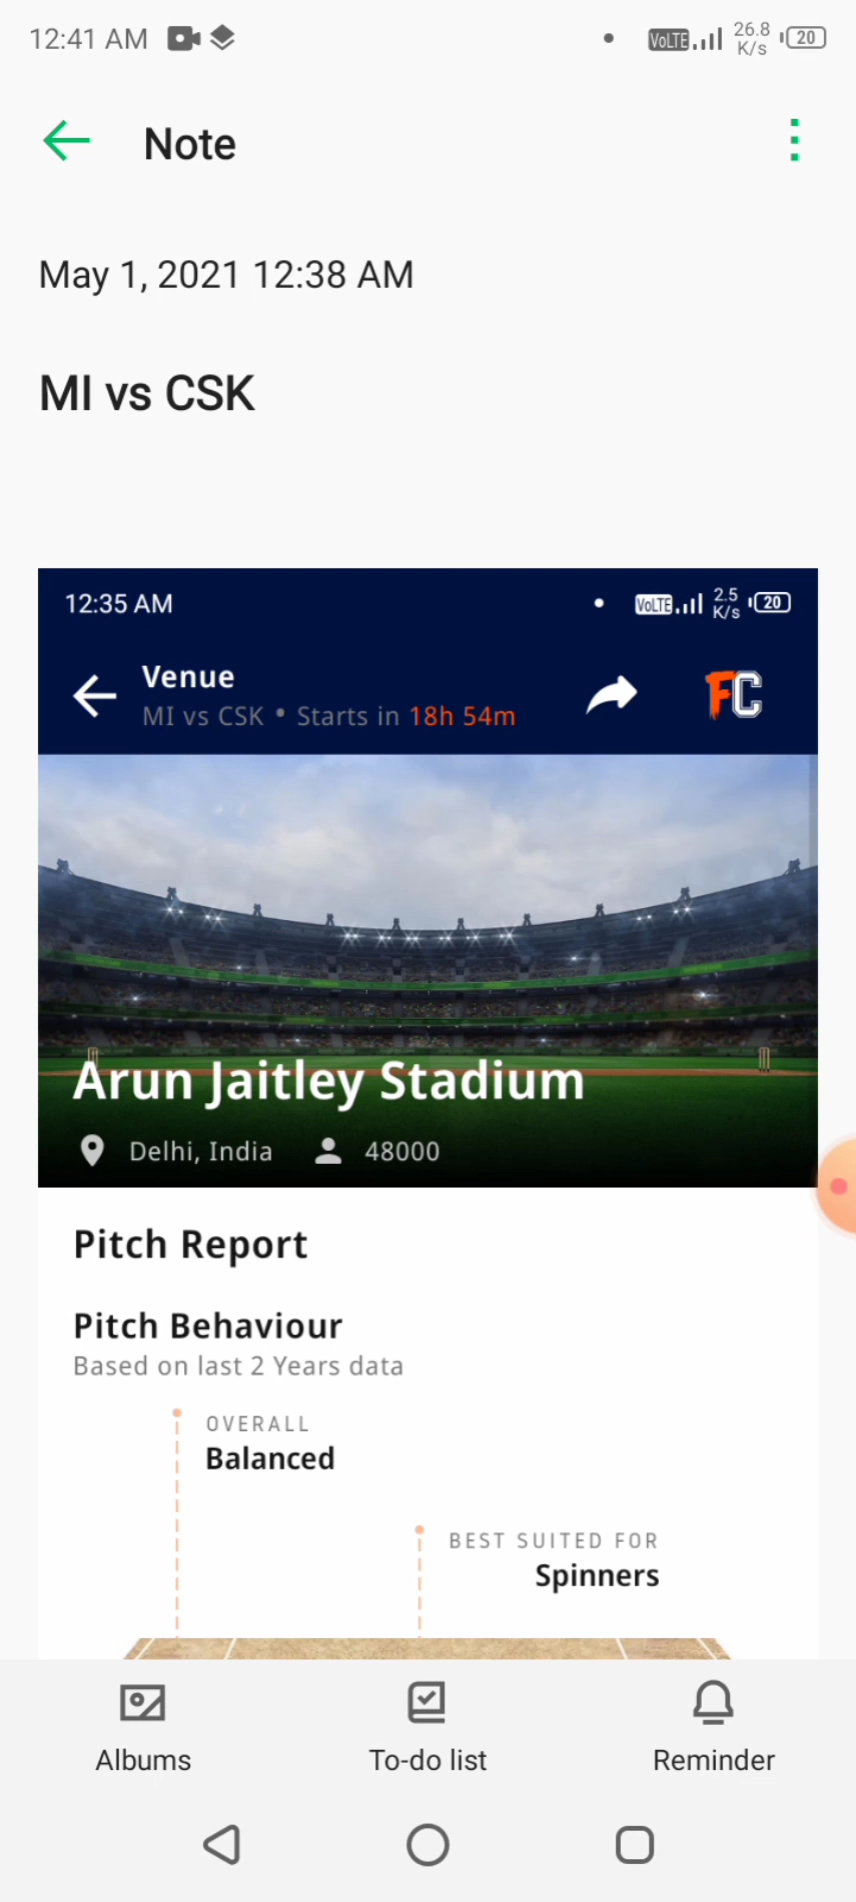 12:41 AM
VoLTE 26.8 K/s 20
Note
May 1, 2021 12:38 AM
MI vs CSK
12:35 AM
VoLTE 2.5 K/s 20
Venue
MI vs CSK • Starts in 18h 54m
FC
Arun Jaitley Stadium
Delhi, India 48000
Pitch Report
Pitch Behaviour
Based on last 2 Years data
OVERALL
Balanced
BEST SUITED FOR
Spinners
Albums To-do list Reminder